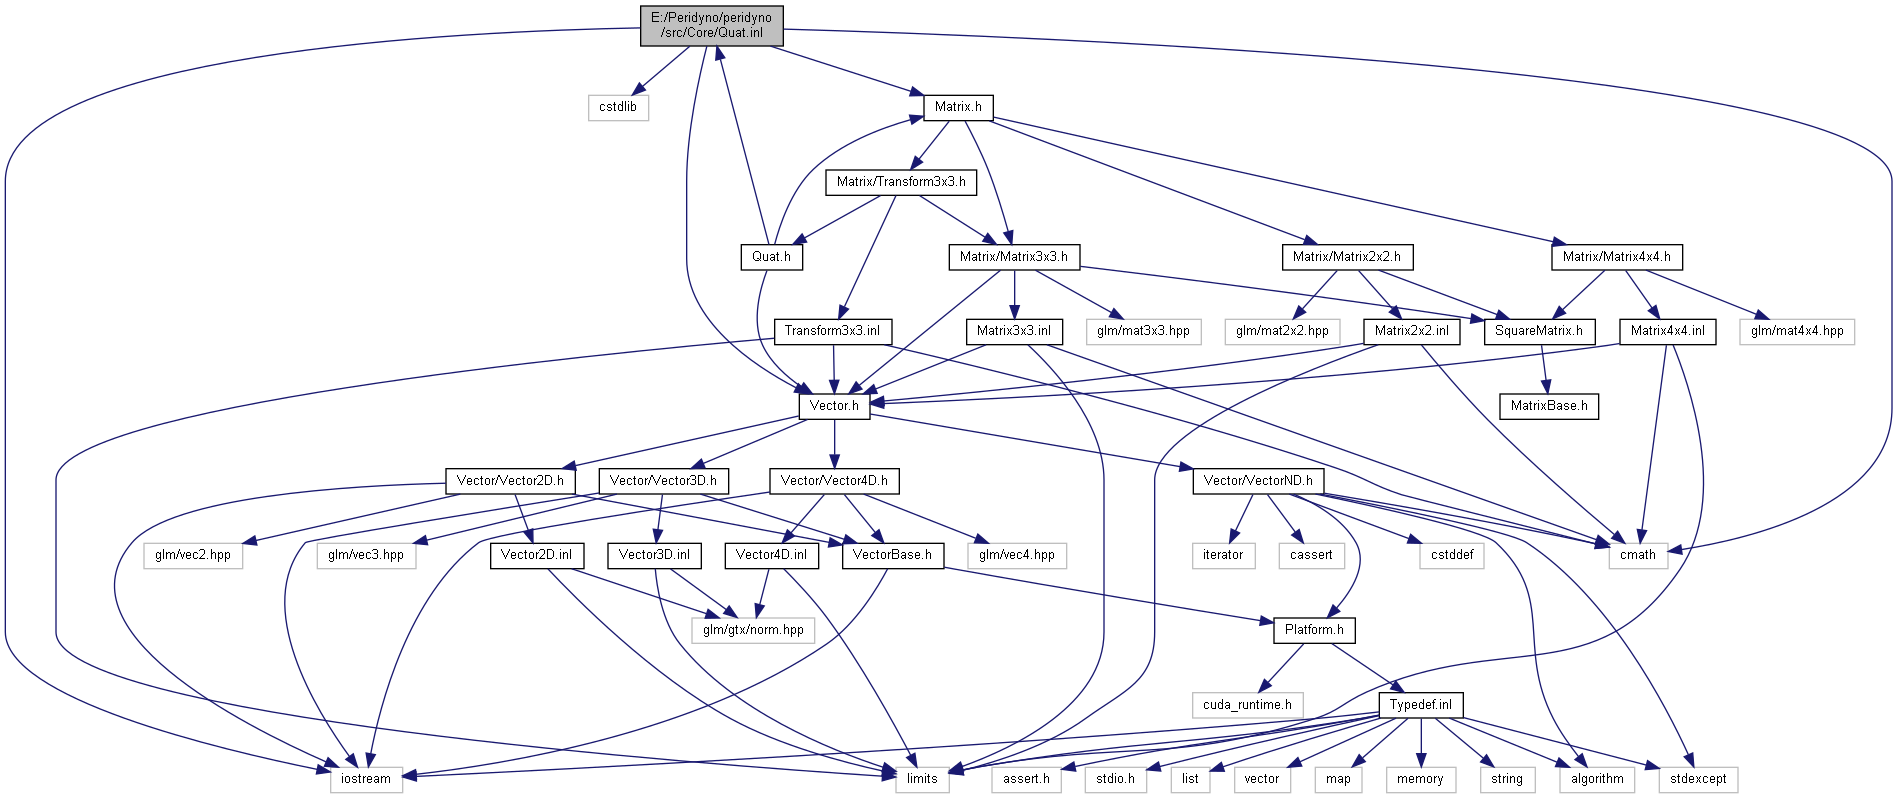 E:/Peridyno/peridyno
/src/Core/Quat.inl
cstdlib
Matrix.h
Matrix/Transform3x3.h
Quat.h
Matrix/Matrix3x3.h
Matrix/Matrix2x2.h
Matrix/Matrix4x4.h
Transform3x3.inl
Matrix3x3.inl
glm/mat3x3.hpp
glm/mat2x2.hpp
Matrix2x2.inl
SquareMatrix.h
Matrix4x4.inl
glm/mat4x4.hpp
Vector.h
MatrixBase.h
Vector/Vector2D.h
Vector/Vector3D.h
Vector/Vector4D.h
Vector/VectorND.h
glm/vec2.hpp
glm/vec3.hpp
Vector2D.inl
Vector3D.inl
Vector4D.inl
VectorBase.h
glm/vec4.hpp
iterator
cassert
cstddef
cmath
glm/gtx/norm.hpp
Platform.h
cuda_runtime.h
Typedef.inl
iostream
limits
assert.h
stdio.h
list
vector
map
memory
string
algorithm
stdexcept